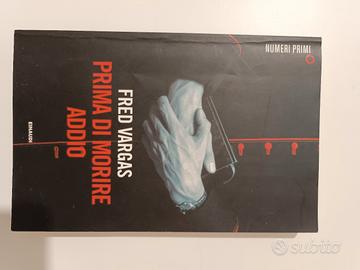 NUMERI PRIMI
FRED VARGAS
PRIMA DI MORIRE
ADDIO
EINAUDI
subito